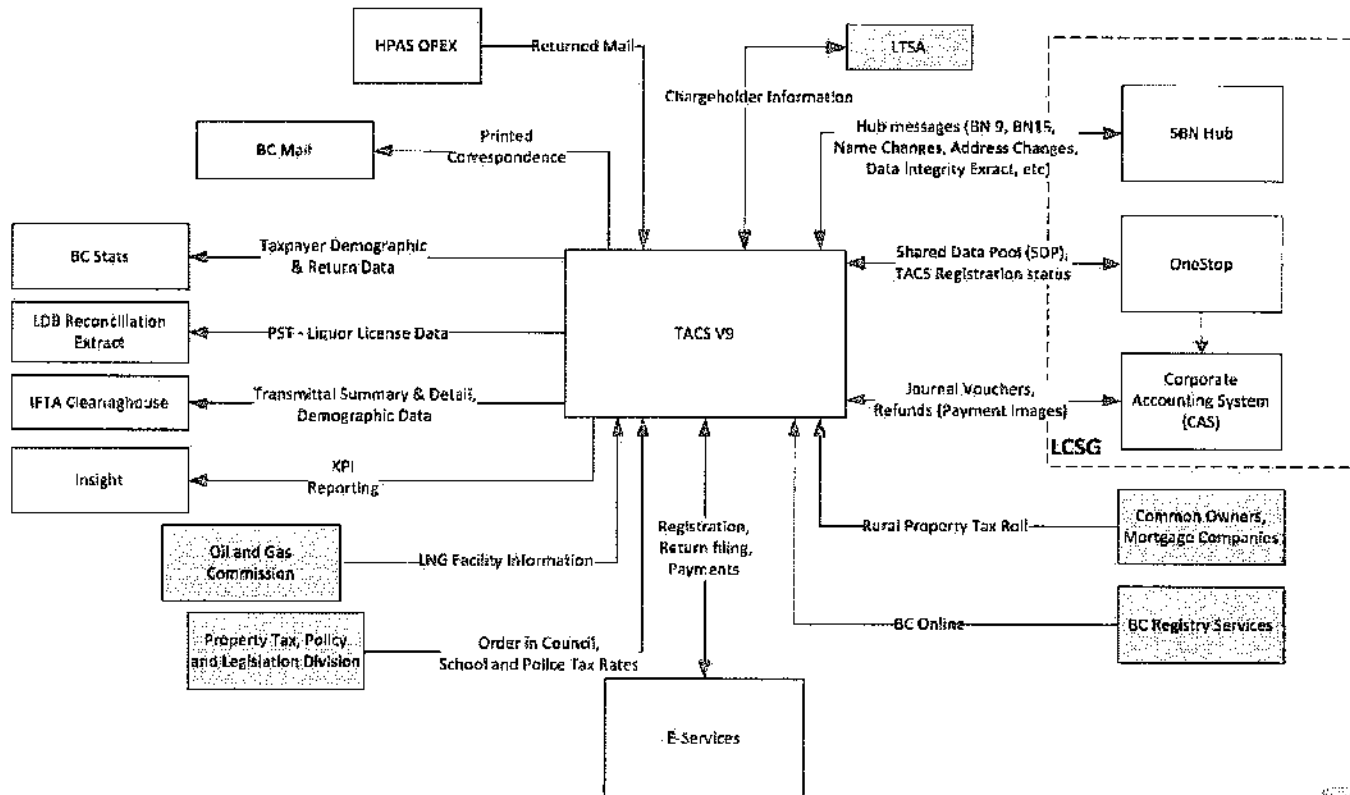 HPAS OPEX
Returned Mail
LTSA
Chargeholder Information
BC Mail
Printed
Correspondence
Hub messages (BN 9, BN15,
Name Changes, Address Changes,
Data Integrity Exract, etc)
SBN Hub
BC Stats
Taxpayer Demographic
& Return Data
Shared Data Pool (SDP),
TACS Registration status
OneStop
LDB Reconciliation
Extract
PST - Liquor License Data
TACS V9
IFTA Clearinghouse
Transmittal Summary & Detail,
Demographic Data
Journal Vouchers,
Refunds (Payment Images)
Corporate
Accounting System
(CAS)
LCSG
Insight
KPI
Reporting
Oil and Gas
Commission
LNG Facility Information
Registration,
Return filing,
Payments
Rural Property Tax Roll
Common Owners,
Mortgage Companies
Property Tax, Policy
and Legislation Division
Order in Council,
School and Police Tax Rates
BC Online
BC Registry Services
E-Services